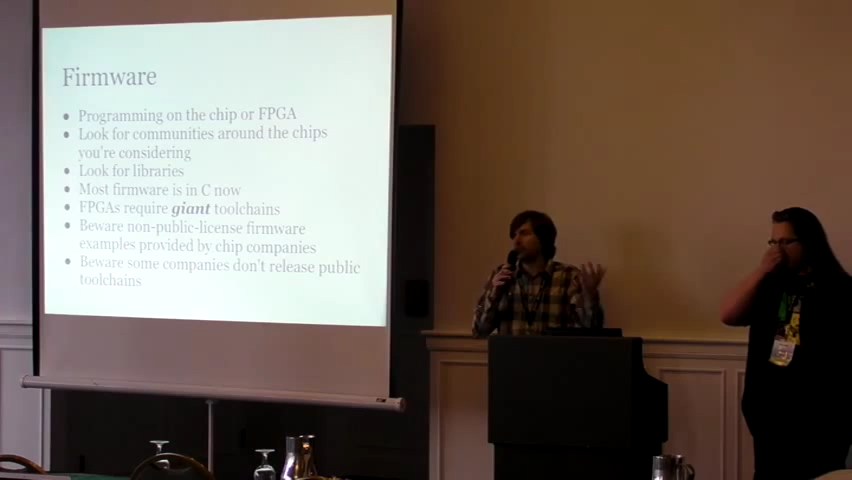 Firmware
● Programming on the chip or FPGA
● Look for communities around the chips
you're considering
● Look for libraries
● Most firmware is in C now
● FPGAs require giant toolchains
● Beware non-public-license firmware
examples provided by chip companies
● Beware some companies don't release public
toolchains